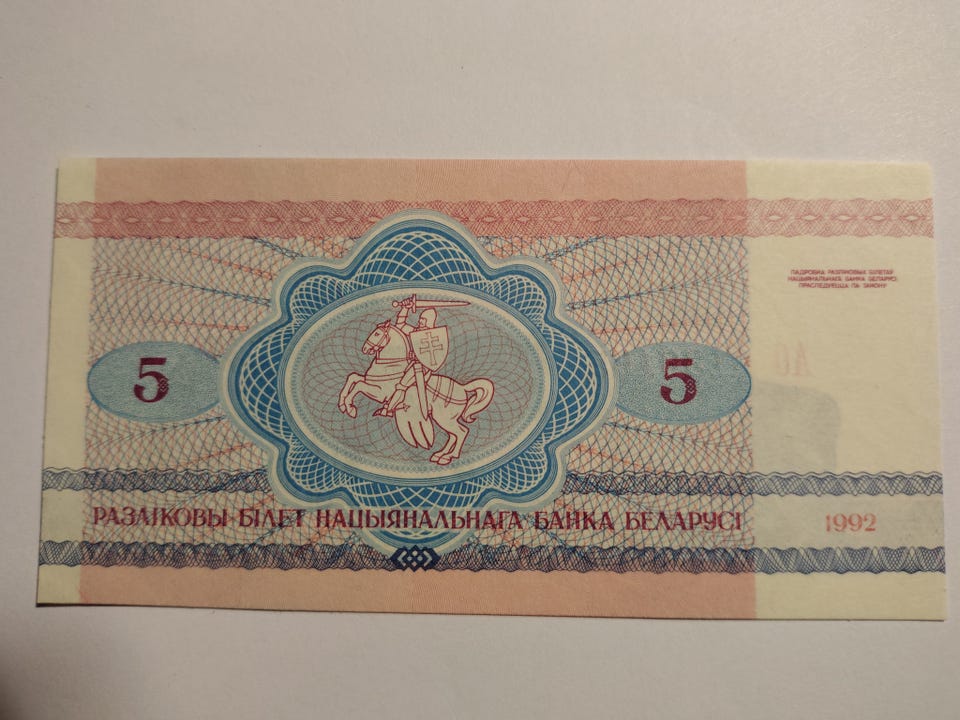 ПАДРОБКА РАЗЛІКОВЫХ БІЛЕТАЎ
НАЦЫЯНАЛЬНАГА БАНКА БЕЛАРУСІ
ПРАСЛЕДУЕЦЦА ПА ЗАКОНУ
5 5
РАЗЛІКОВЫ БІЛЕТ НАЦЫЯНАЛЬНАГА БАНКА БЕЛАРУСІ 1992